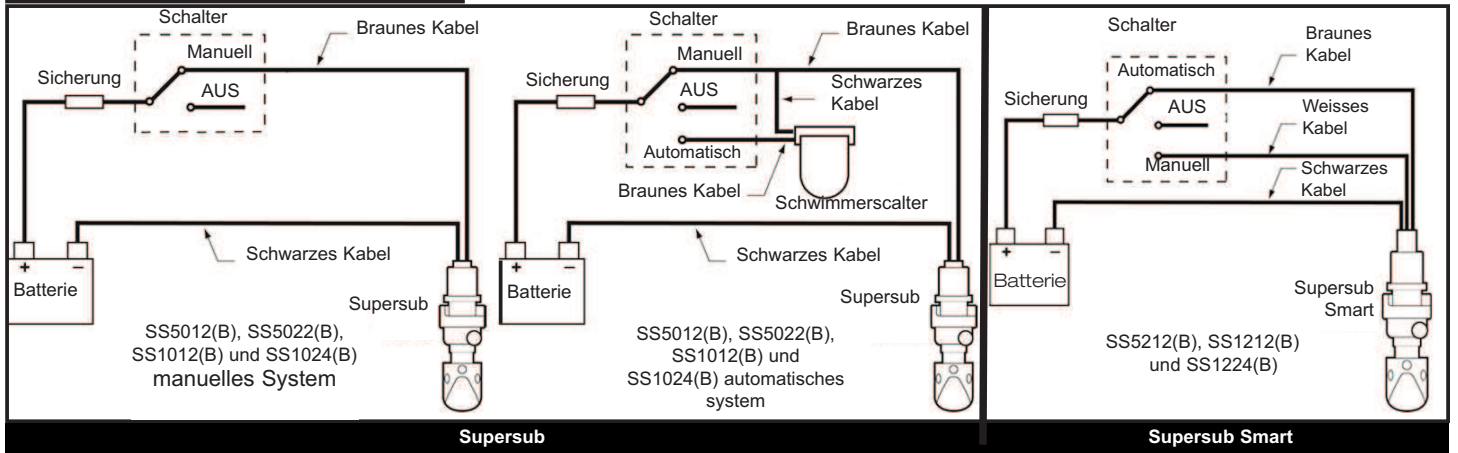 Schalter
Braunes Kabel
Manuell
Sicherung
AUS
Schwarzes Kabel
+ –
Batterie
Supersub
SS5012(B), SS5022(B),
SS1012(B) und SS1024(B)
manuelles System
Schalter
Braunes Kabel
Manuell
Sicherung
Schwarzes
Kabel
AUS
Automatisch
Braunes Kabel
Schwimmerscalter
Schwarzes Kabel
+ –
Batterie
Supersub
SS5012(B), SS5022(B),
SS1012(B) und
SS1024(B) automatisches
system
Supersub
Schalter
Braunes
Kabel
Automatisch
Sicherung
AUS
Weisses
Kabel
Manuell
Schwarzes
Kabel
+ –
Batterie
Supersub
Smart
SS5212(B), SS1212(B)
und SS1224(B)
Supersub Smart